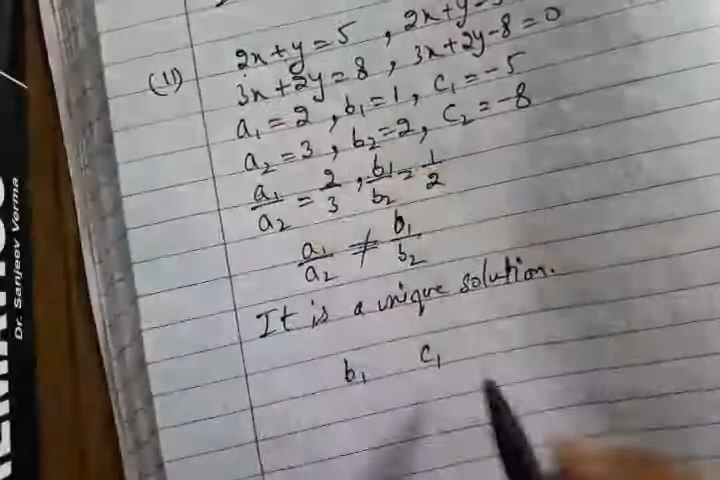 (11) 2x+y=5 , 2x+y-5
3x+2y=8 , 3x+2y-8=0
a₁=2 , b₁=1 , c₁=-5
a₂=3 , b₂=2, c₂=-8
a₁/a₂ = 2/3 , b₁/b₂ = 1/2
a₁/a₂ ≠ b₁/b₂
It is a unique solution.
b₁ c₁
Dr. Sanjeev Verma